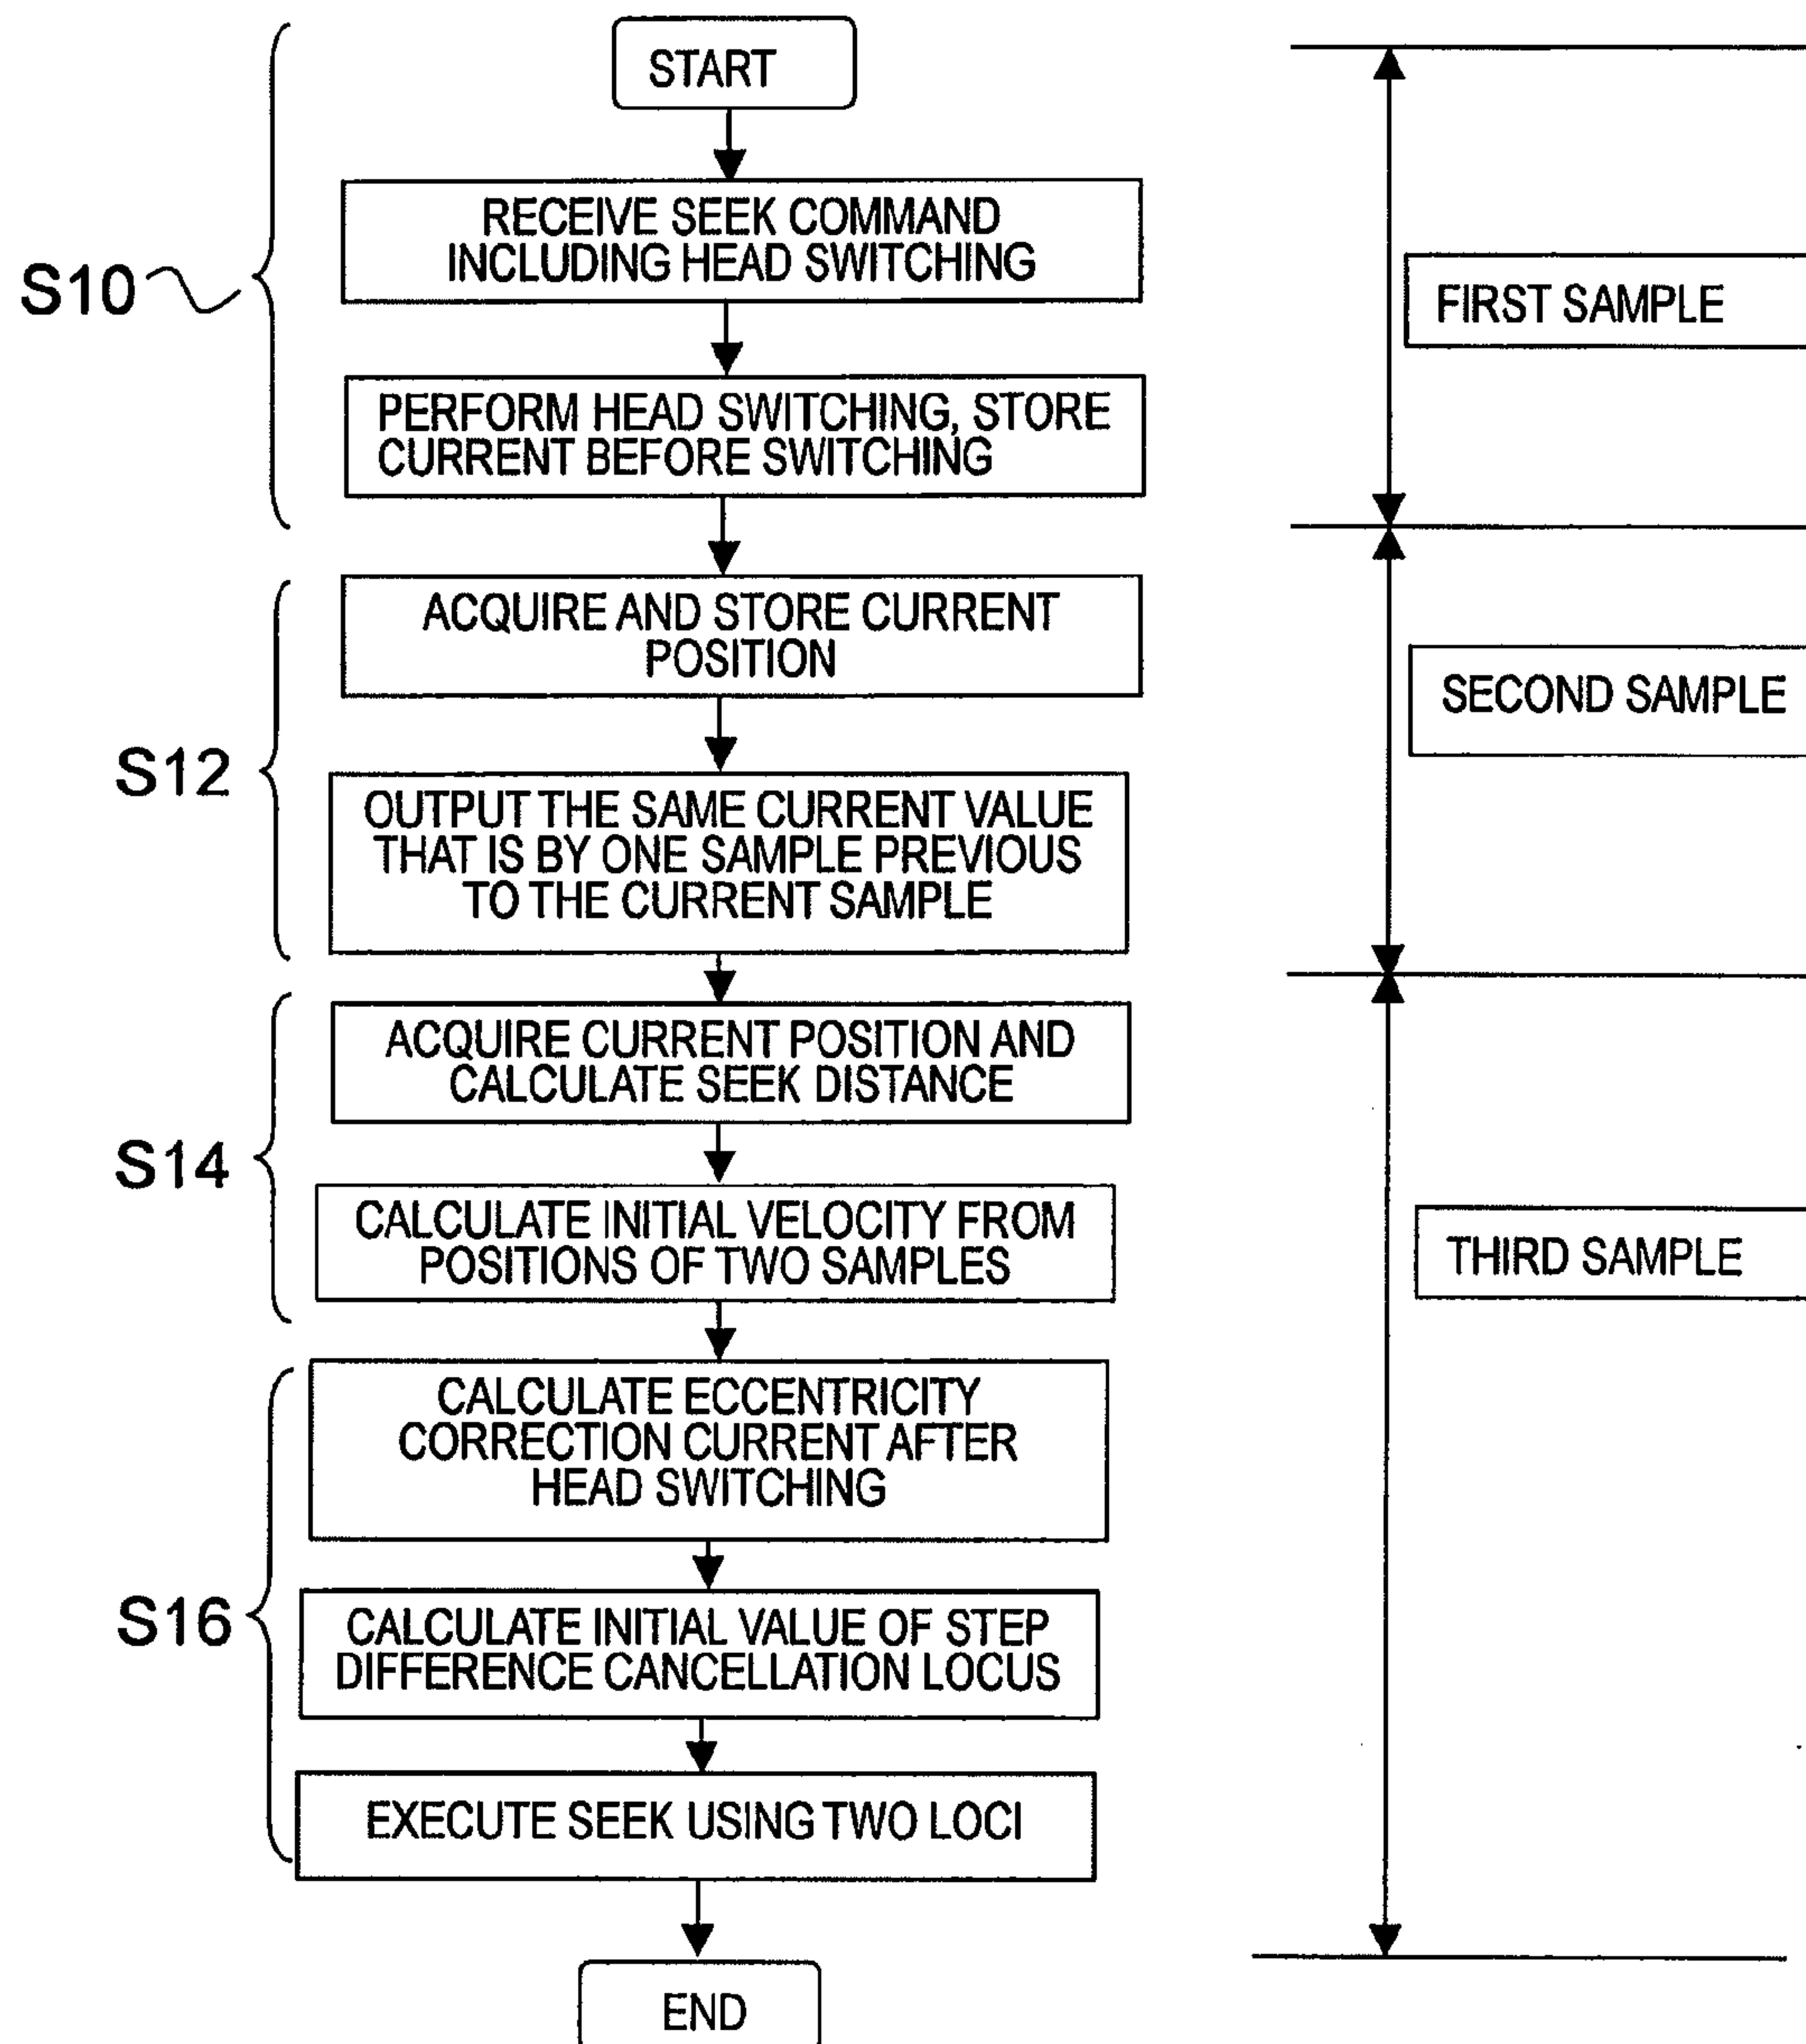 START
RECEIVE SEEK COMMAND
INCLUDING HEAD SWITCHING
S10
FIRST SAMPLE
PERFORM HEAD SWITCHING, STORE
CURRENT BEFORE SWITCHING
ACQUIRE AND STORE CURRENT
POSITION
SECOND SAMPLE
S12
OUTPUT THE SAME CURRENT VALUE
THAT IS BY ONE SAMPLE PREVIOUS
TO THE CURRENT SAMPLE
ACQUIRE CURRENT POSITION AND
CALCULATE SEEK DISTANCE
S14
CALCULATE INITIAL VELOCITY FROM
POSITIONS OF TWO SAMPLES
THIRD SAMPLE
CALCULATE ECCENTRICITY
CORRECTION CURRENT AFTER
HEAD SWITCHING
S16
CALCULATE INITIAL VALUE OF STEP
DIFFERENCE CANCELLATION LOCUS
EXECUTE SEEK USING TWO LOCI
END